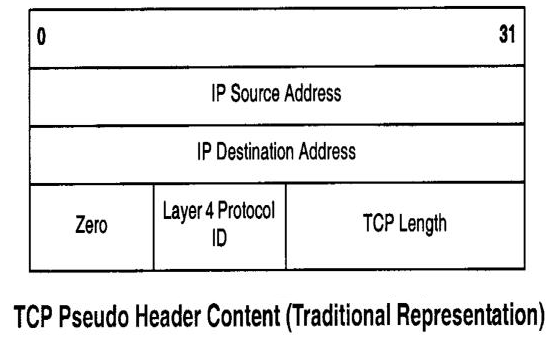 0 31
IP Source Address
IP Destination Address
Zero
Layer 4 Protocol
ID
TCP Length
TCP Pseudo Header Content (Traditional Representation)